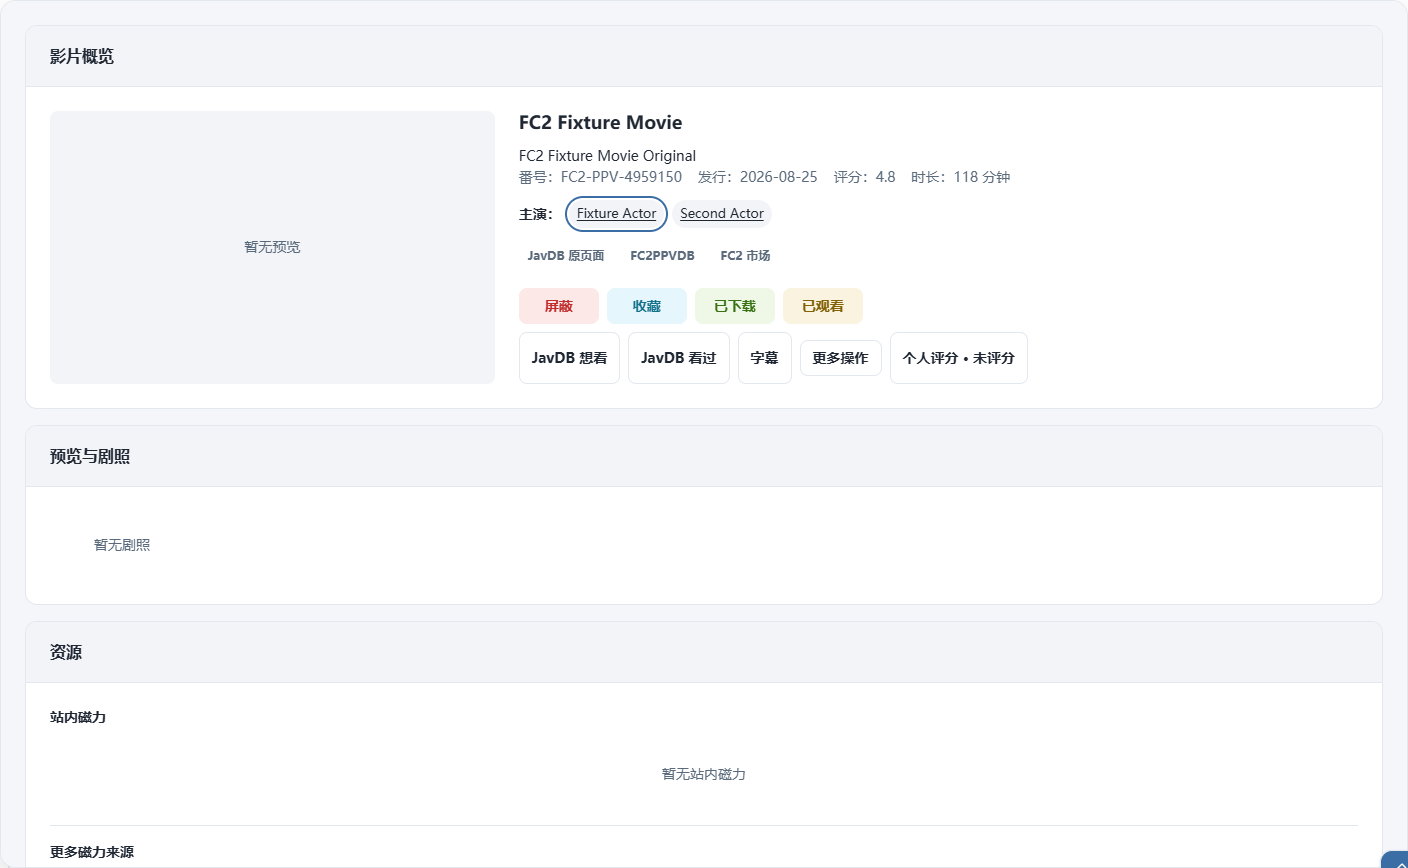 影片概览
暂无预览
FC2 Fixture Movie
FC2 Fixture Movie Original
番号：FC2-PPV-4959150 发行：2026-08-25 评分：4.8 时长：118 分钟
主演： Fixture Actor Second Actor
JavDB 原页面 FC2PPVDB FC2 市场
屏蔽 收藏 已下载 已观看
JavDB 想看 JavDB 看过 字幕 更多操作 个人评分 • 未评分
预览与剧照
暂无剧照
资源
站内磁力
暂无站内磁力
更多磁力来源